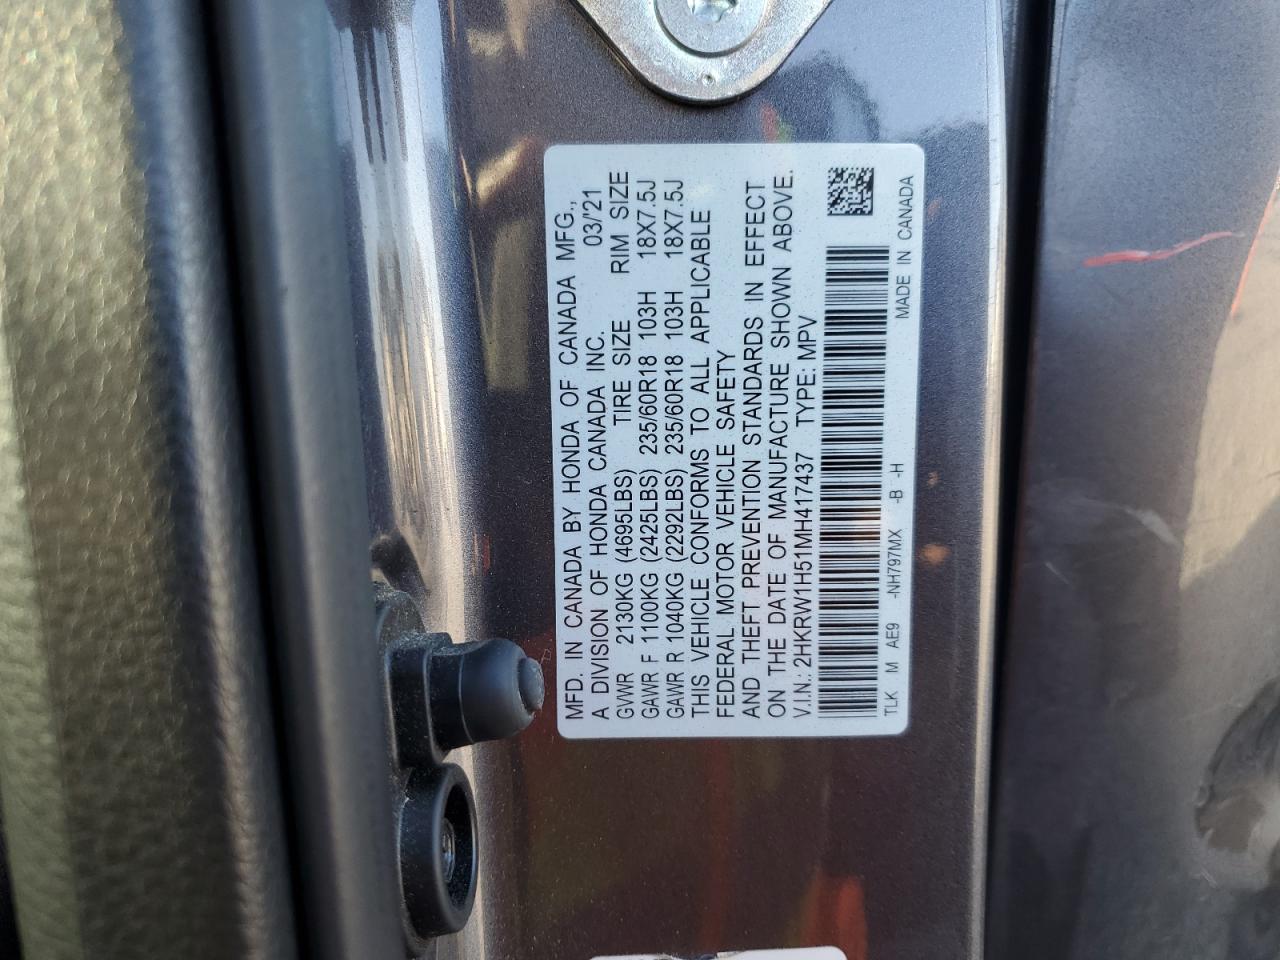 MFD. IN CANADA BY HONDA OF CANADA MFG.,
A DIVISION OF HONDA CANADA INC. 03/'21
GVWR 2130KG (4695LBS) TIRE SIZE RIM SIZE
GAWR F 1100KG (2425LBS) 235/60R18 103H 18X7.5J
GAWR R 1040KG (2292LBS) 235/60R18 103H 18X7.5J
THIS VEHICLE CONFORMS TO ALL APPLICABLE
FEDERAL MOTOR VEHICLE SAFETY
AND THEFT PREVENTION STANDARDS IN EFFECT
ON THE DATE OF MANUFACTURE SHOWN ABOVE.
V.I.N.: 2HKRW1H51MH417437 TYPE: MPV
TLK M AE9 -NH797MX -B -H MADE IN CANADA